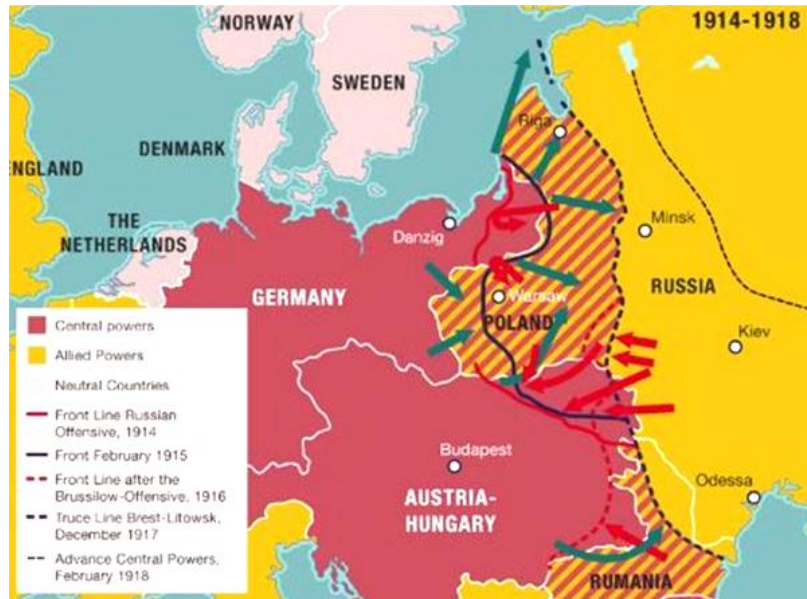 1914-1918
NORWAY
SWEDEN
DENMARK
ENGLAND
THE
NETHERLANDS
Riga
Minsk
Danzig
GERMANY
Warsaw
POLAND
RUSSIA
Kiev
Budapest
AUSTRIA-
HUNGARY
Odessa
RUMANIA
Central powers
Allied Powers
Neutral Countries
Front Line Russian
Offensive, 1914
Front February 1915
Front Line after the
Brussilow-Offensive, 1916
Truce Line Brest-Litowsk,
December 1917
Advance Central Powers,
February 1918